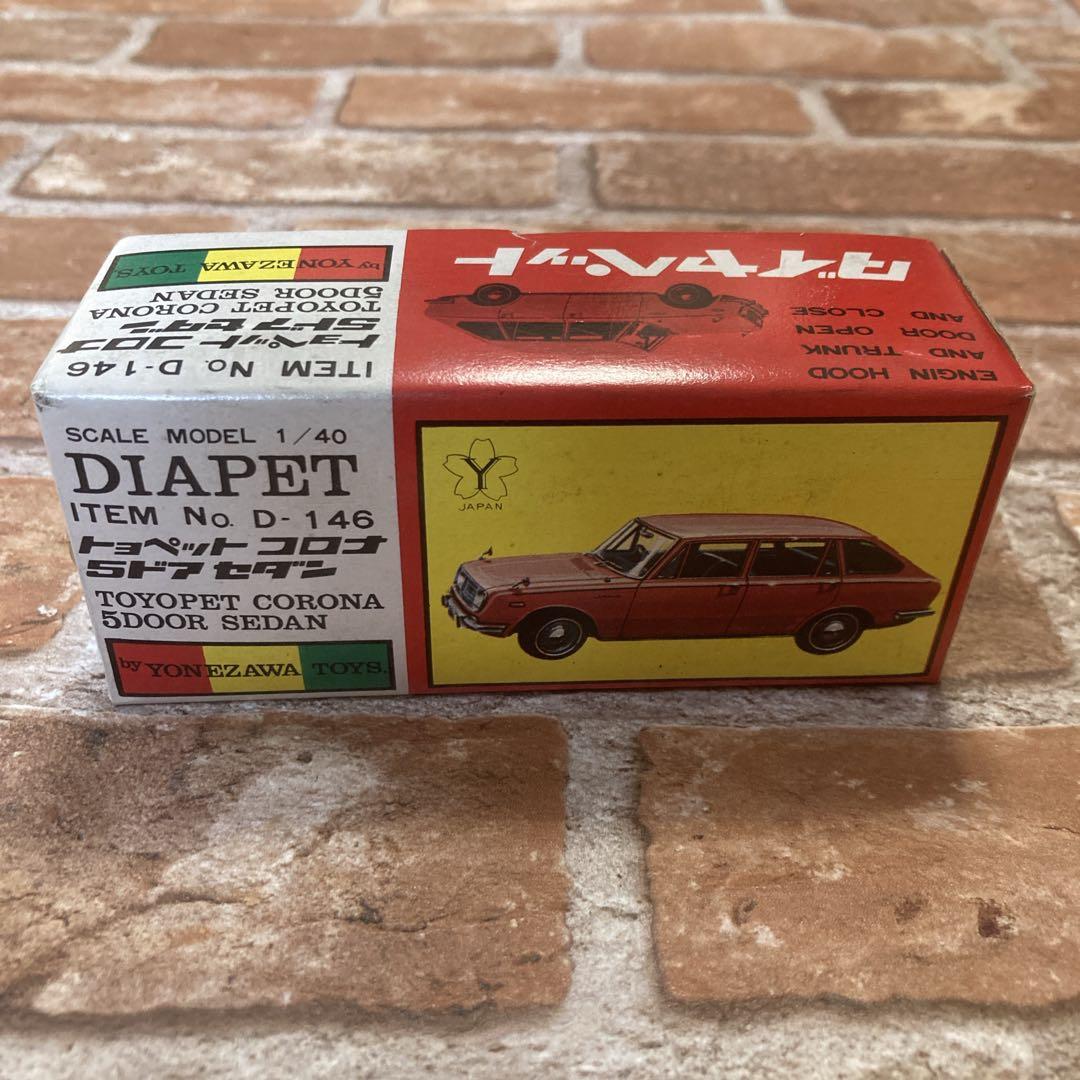 ダイヤペット
ENGIN HOOD
AND TRUNK
DOOR OPEN
AND CLOSE
ITEM No. D-146
トヨペット コロナ
5ドア セダン
TOYOPET CORONA
5DOOR SEDAN
by YONEZAWA TOYS.
SCALE MODEL 1/40
DIAPET
ITEM No. D-146
トヨペット コロナ
5ドア セダン
TOYOPET CORONA
5DOOR SEDAN
by YONEZAWA TOYS.
Y
JAPAN